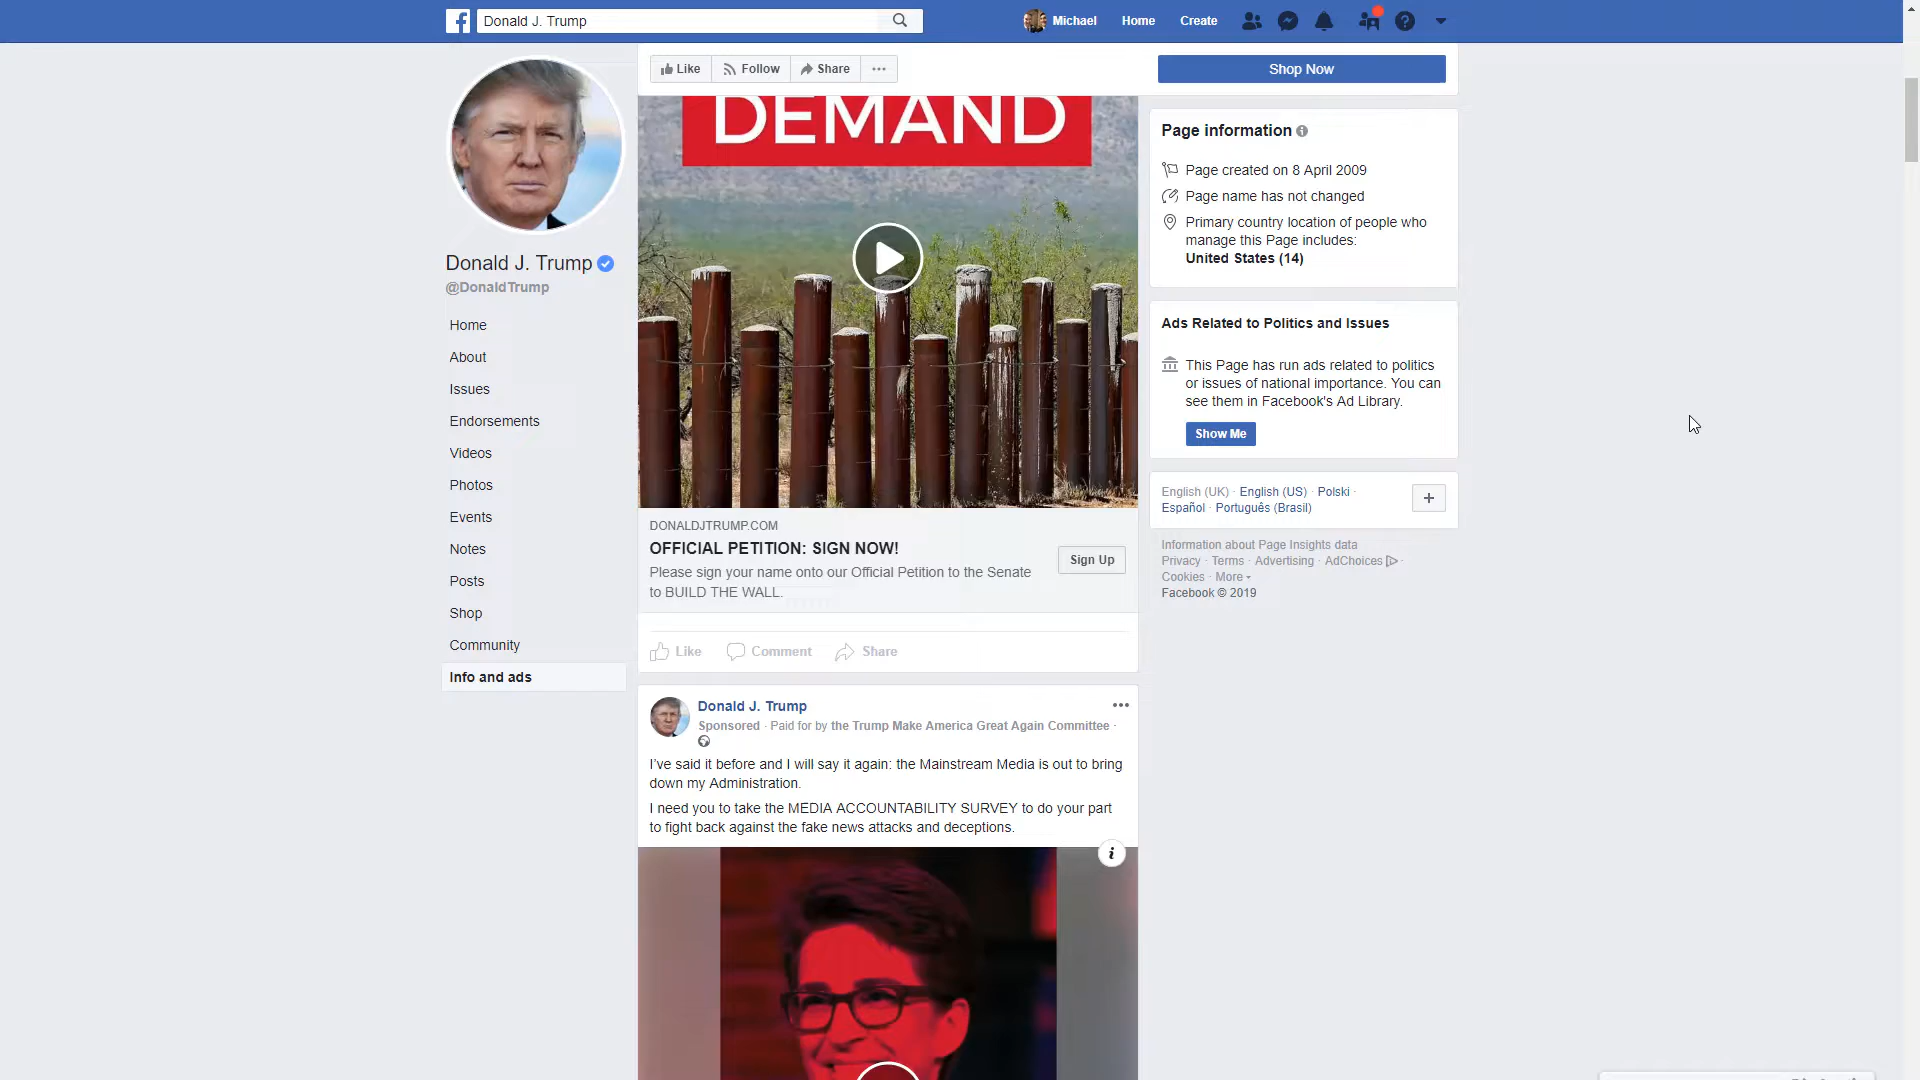 Donald J. Trump
Michael
Home
Create
Like
Follow
Share
Shop Now
DEMAND
Donald J. Trump
@DonaldTrump
Home
About
Issues
Endorsements
Videos
Photos
Events
Notes
Posts
Shop
Community
Info and ads
DONALDJTRUMP.COM
OFFICIAL PETITION: SIGN NOW!
Please sign your name onto our Official Petition to the Senate
to BUILD THE WALL.
Sign Up
Like
Comment
Share
Donald J. Trump
Sponsored · Paid for by the Trump Make America Great Again Committee ·
I've said it before and I will say it again: the Mainstream Media is out to bring
down my Administration.
I need you to take the MEDIA ACCOUNTABILITY SURVEY to do your part
to fight back against the fake news attacks and deceptions.
Page information
Page created on 8 April 2009
Page name has not changed
Primary country location of people who
manage this Page includes:
United States (14)
Ads Related to Politics and Issues
This Page has run ads related to politics
or issues of national importance. You can
see them in Facebook's Ad Library.
Show Me
English (UK) · English (US) · Polski ·
Español · Português (Brasil)
Information about Page Insights data
Privacy · Terms · Advertising · AdChoices ·
Cookies · More
Facebook © 2019